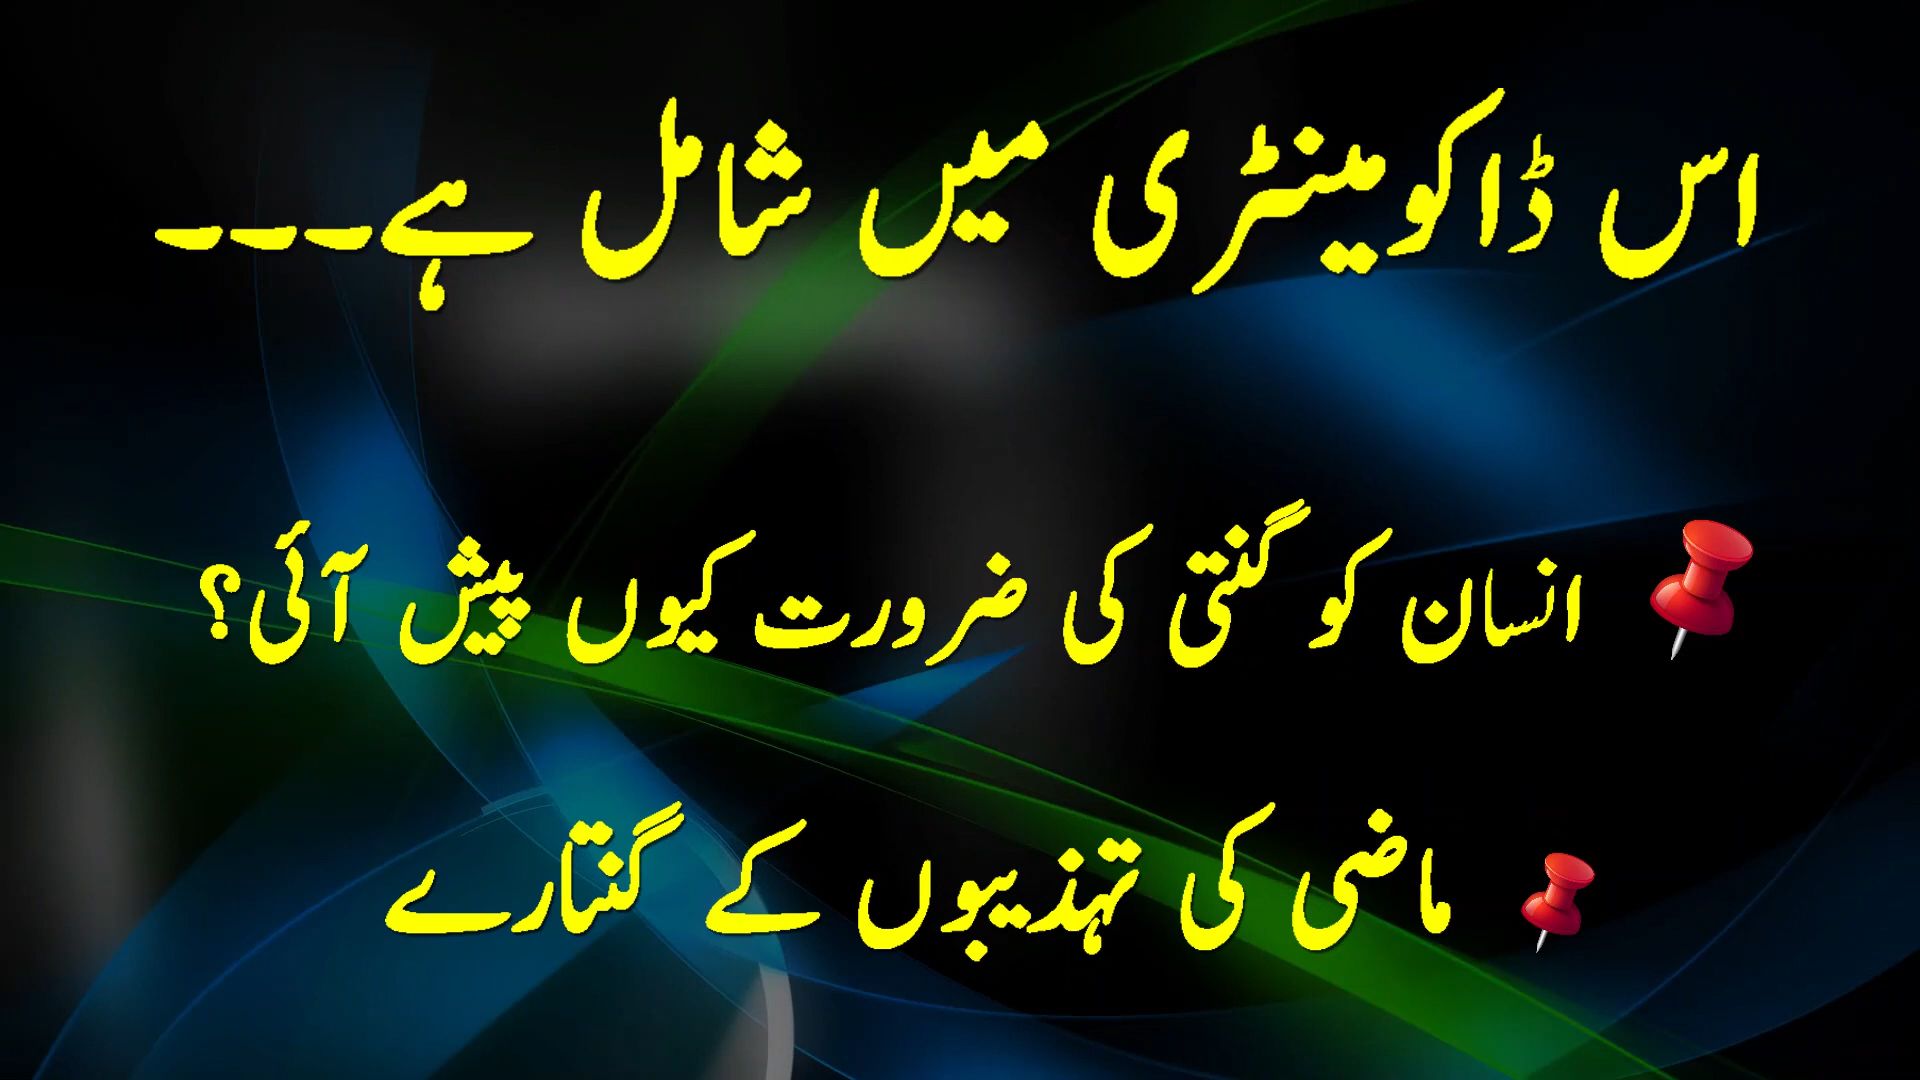 اس ڈاکومینٹری میں شامل ہے۔۔۔
انسان کو گنتی کی ضرورت کیوں پیش آئی؟
ماضی کی تہذیبوں کے گنتارے